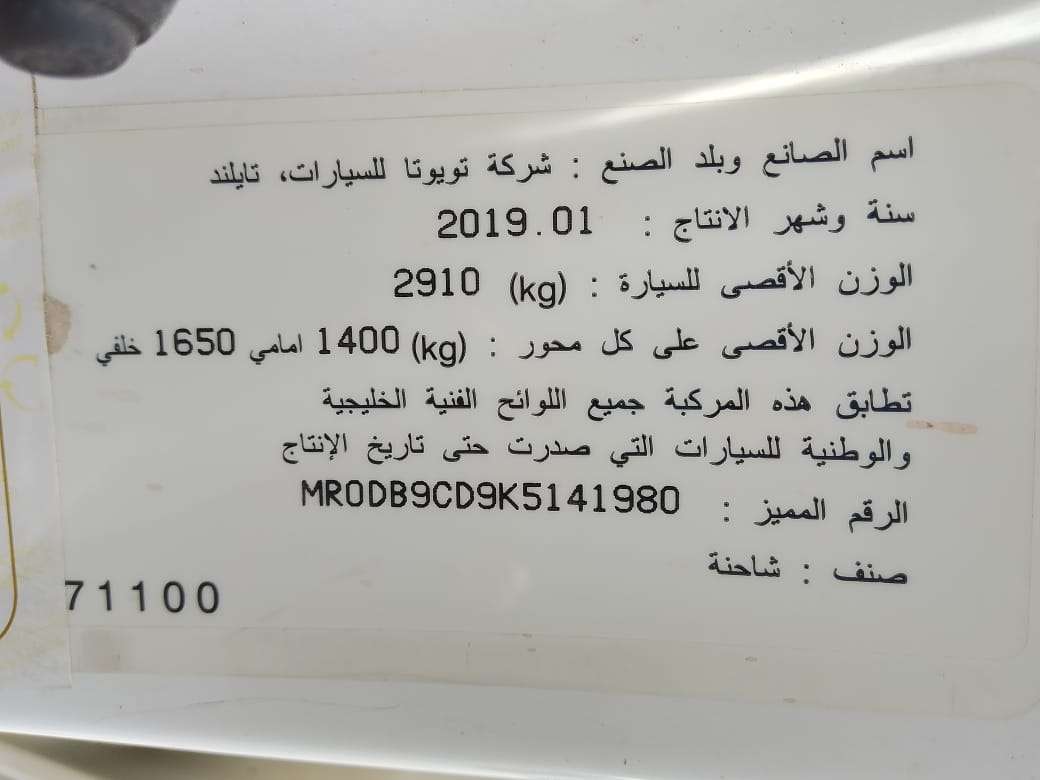 اسم الصانع وبلد الصنع : شركة تويوتا للسيارات، تايلند
سنة وشهر الانتاج : 2019.01
الوزن الأقصى للسيارة : (kg) 2910
الوزن الأقصى على كل محور : (kg) 1400 امامي 1650 خلفي
تطابق هذه المركبة جميع اللوائح الفنية الخليجية
والوطنية للسيارات التي صدرت حتى تاريخ الإنتاج
الرقم المميز : MR0DB9CD9K5141980
صنف : شاحنة
71100